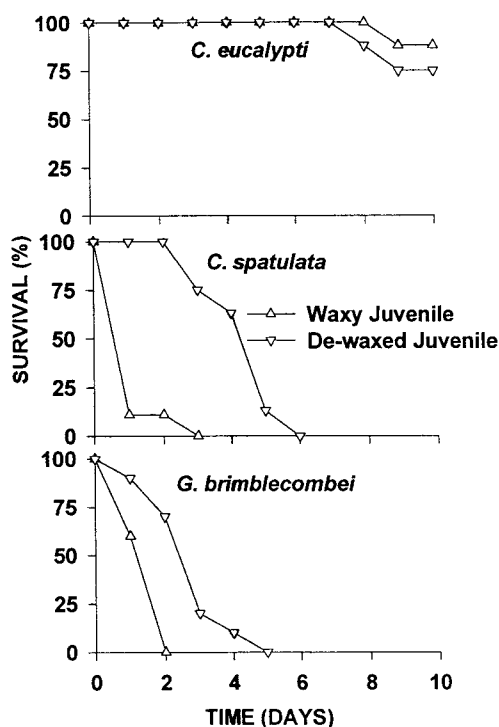 100
75
50
25
0
C. eucalypti
SURVIVAL (%)
100
75
50
25
0
C. spatulata
Waxy Juvenile
De-waxed Juvenile
100
75
50
25
0
G. brimblecombei
0 2 4 6 8 10
TIME (DAYS)